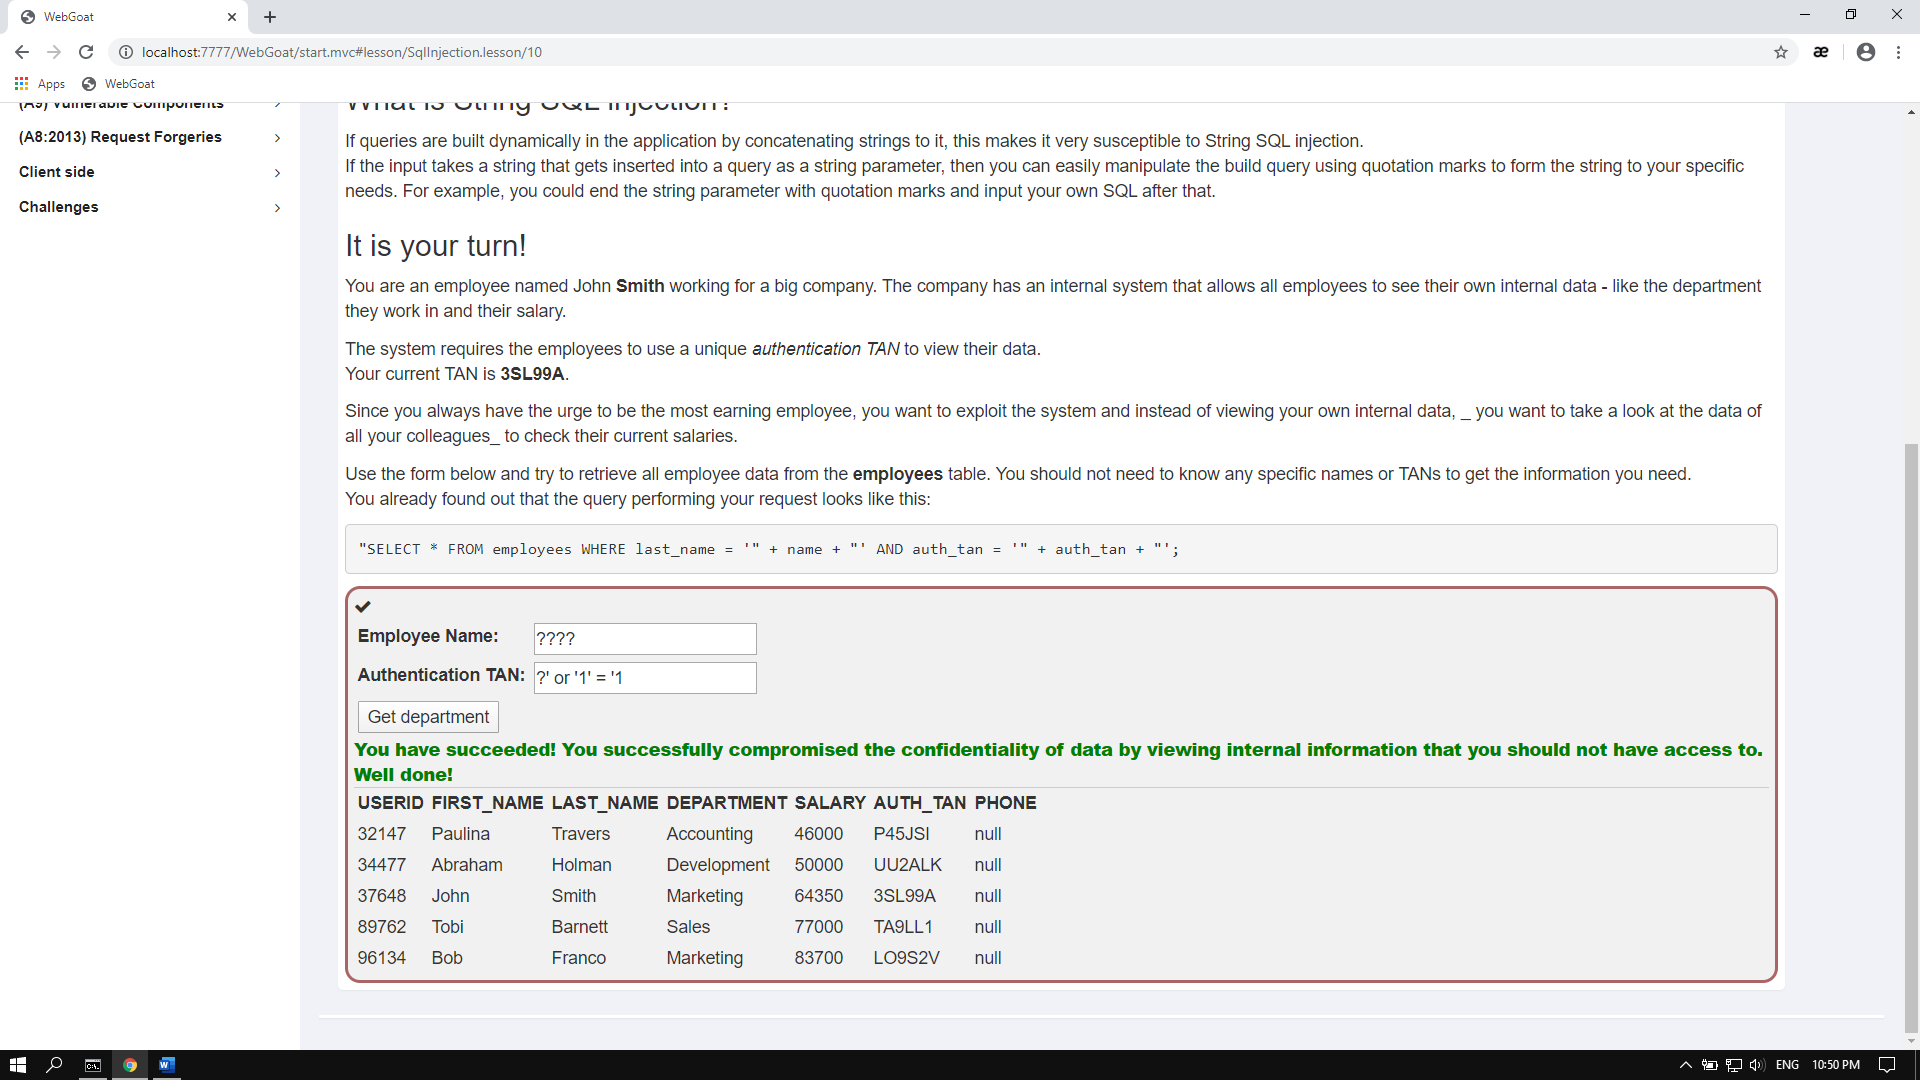 WebGoat
localhost:7777/WebGoat/start.mvc#lesson/SqlInjection.lesson/10
æ
Apps
WebGoat
(A9) Vulnerable Components
(A8:2013) Request Forgeries
Client side
Challenges
What is String SQL injection?
If queries are built dynamically in the application by concatenating strings to it, this makes it very susceptible to String SQL injection.
If the input takes a string that gets inserted into a query as a string parameter, then you can easily manipulate the build query using quotation marks to form the string to your specific
needs. For example, you could end the string parameter with quotation marks and input your own SQL after that.
It is your turn!
You are an employee named John Smith working for a big company. The company has an internal system that allows all employees to see their own internal data - like the department
they work in and their salary.
The system requires the employees to use a unique authentication TAN to view their data.
Your current TAN is 3SL99A.
Since you always have the urge to be the most earning employee, you want to exploit the system and instead of viewing your own internal data, _ you want to take a look at the data of
all your colleagues_ to check their current salaries.
Use the form below and try to retrieve all employee data from the employees table. You should not need to know any specific names or TANs to get the information you need.
You already found out that the query performing your request looks like this:
"SELECT * FROM employees WHERE last_name = '" + name + "' AND auth_tan = '" + auth_tan + "';
Employee Name: ????
Authentication TAN: ?' or '1' = '1
Get department
You have succeeded! You successfully compromised the confidentiality of data by viewing internal information that you should not have access to.
Well done!
USERID FIRST_NAME LAST_NAME DEPARTMENT SALARY AUTH_TAN PHONE
32147 Paulina Travers Accounting 46000 P45JSI null
34477 Abraham Holman Development 50000 UU2ALK null
37648 John Smith Marketing 64350 3SL99A null
89762 Tobi Barnett Sales 77000 TA9LL1 null
96134 Bob Franco Marketing 83700 LO9S2V null
ENG 10:50 PM